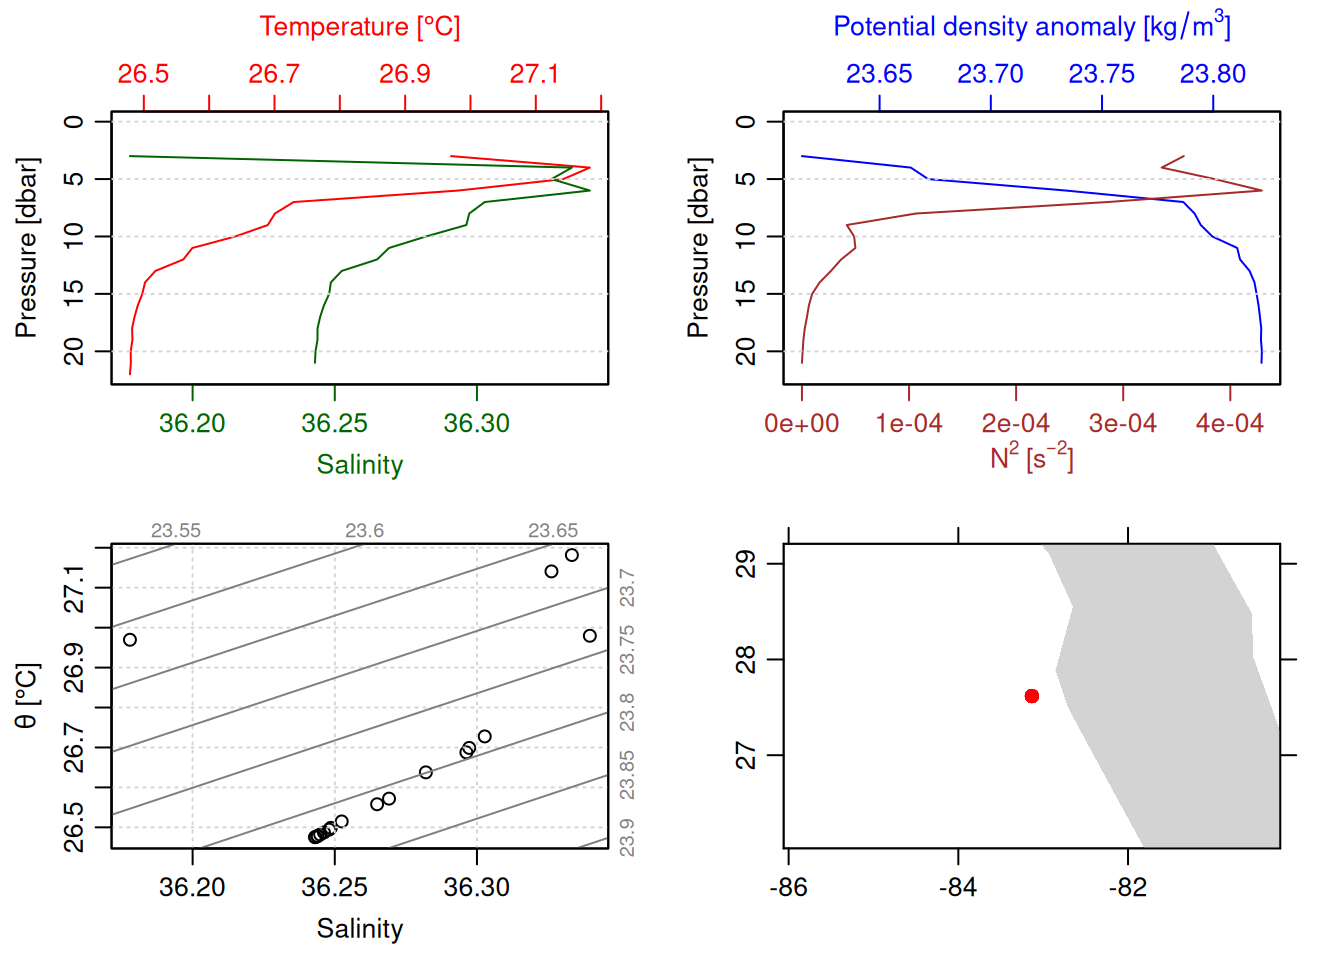 Temperature [°C]
26.5 26.7 26.9 27.1
Pressure [dbar]
0
5
10
15
20
36.20 36.25 36.30
Salinity
Potential density anomaly [kg/m³]
23.65 23.70 23.75 23.80
Pressure [dbar]
0
5
10
15
20
0e+00 1e-04 2e-04 3e-04 4e-04
N² [s⁻²]
23.55 23.6 23.65
θ [°C]
27.1
26.9
26.7
26.5
23.7
23.75
23.8
23.85
23.9
36.20 36.25 36.30
Salinity
29
28
27
-86 -84 -82